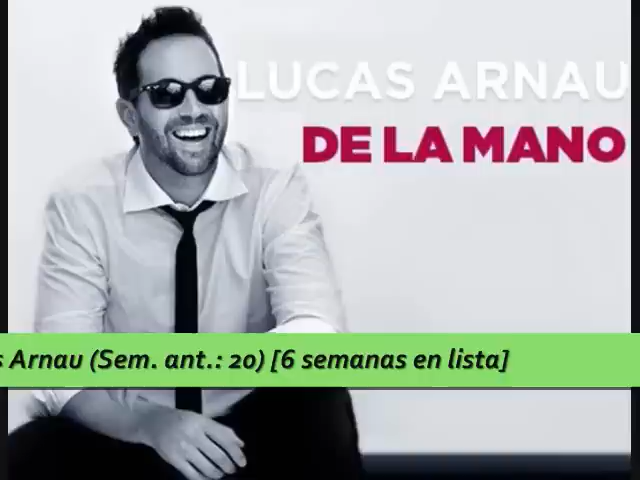 LUCAS ARNAU
DE LA MANO
Arnau (Sem. ant.: 20) [6 semanas en lista]